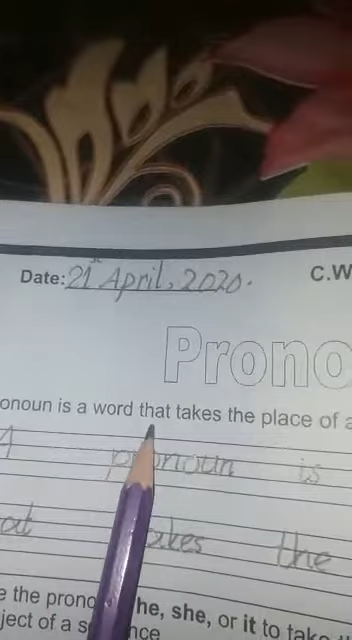 Date: 21st April, 2020. C.W
Prono
onoun is a word that takes the place of a
A pronoun is
at takes the
e the prono he, she, or it to take
ject of a s nce